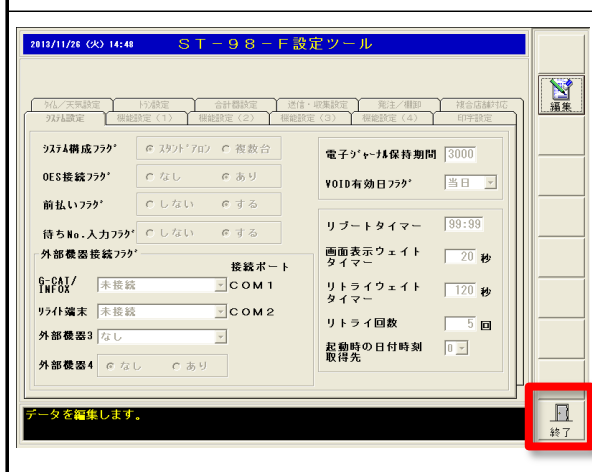 2013/11/26 (火) 14:48 ST-98-F設定ツール
ﾀｲﾑ/天気設定 ﾄﾗﾝ設定 合計器設定 送信・収集設定 発注/棚卸 複合店舗対応
ｼｽﾃﾑ設定 機能設定(1) 機能設定(2) 機能設定(3) 機能設定(4) 印字設定
ｼｽﾃﾑ構成ﾌﾗｸﾞ ｽﾀﾝﾄﾞｱﾛﾝ 複数台
OES接続ﾌﾗｸﾞ なし あり
前払いﾌﾗｸﾞ しない する
待ちNo.入力ﾌﾗｸﾞ しない する
外部機器接続ﾌﾗｸﾞ
接続ポート
G-CAT/
INFOX 未接続 COM1
ﾘﾗｲﾄ端末 未接続 COM2
外部機器3 なし
外部機器4 なし あり
電子ｼﾞｬｰﾅﾙ保持期間 3000
VOID有効日ﾌﾗｸﾞ 当日
リブートタイマー 99:99
画面表示ウェイト
タイマー 20 秒
リトライウェイト
タイマー 120 秒
リトライ回数 5 回
起動時の日付時刻
取得先 0
データを編集します。
編集
終了